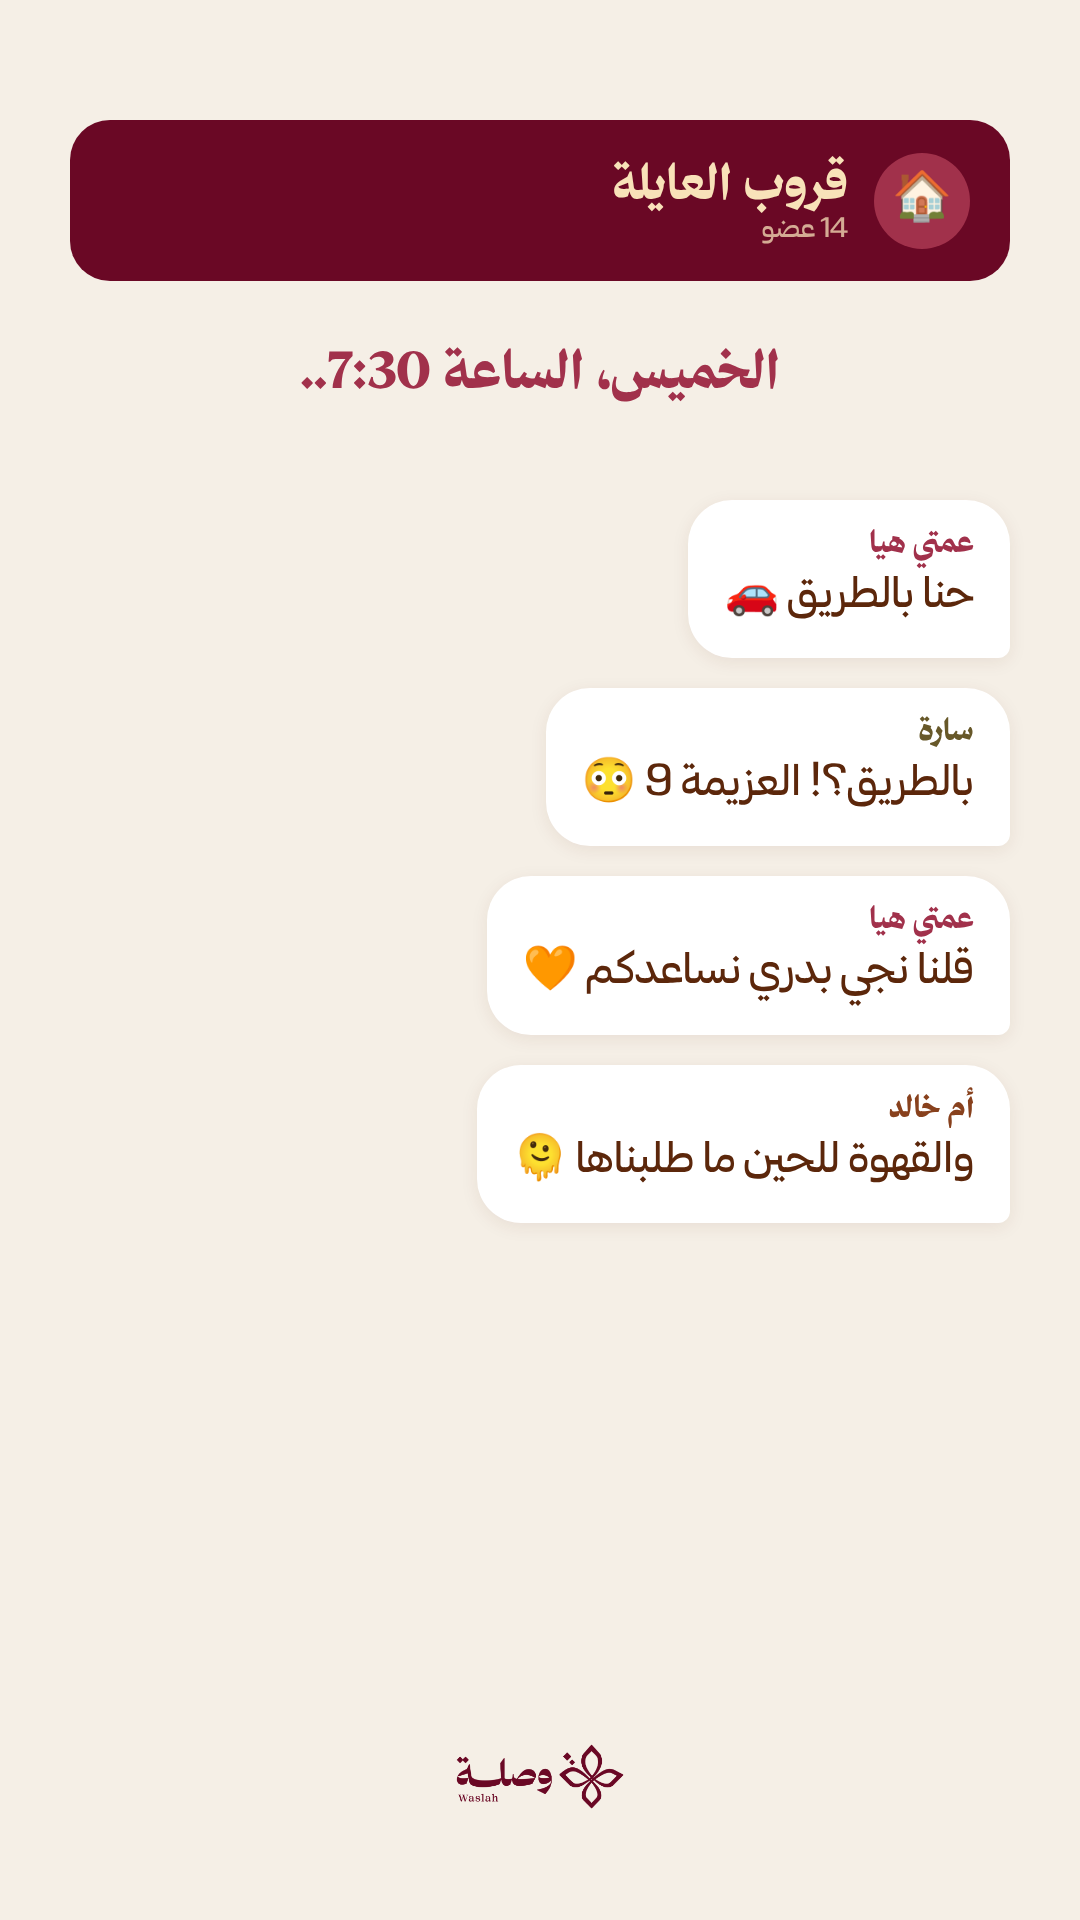 قروب العايلة
14 عضو
الخميس، الساعة 7:30..
عمتي هيا
حنا بالطريق 🚗
سارة
بالطريق؟! العزيمة 9 😳
عمتي هيا
قلنا نجي بدري نساعدكم 🧡
أم خالد
والقهوة للحين ما طلبناها 🫠
وصلـة
Waslah